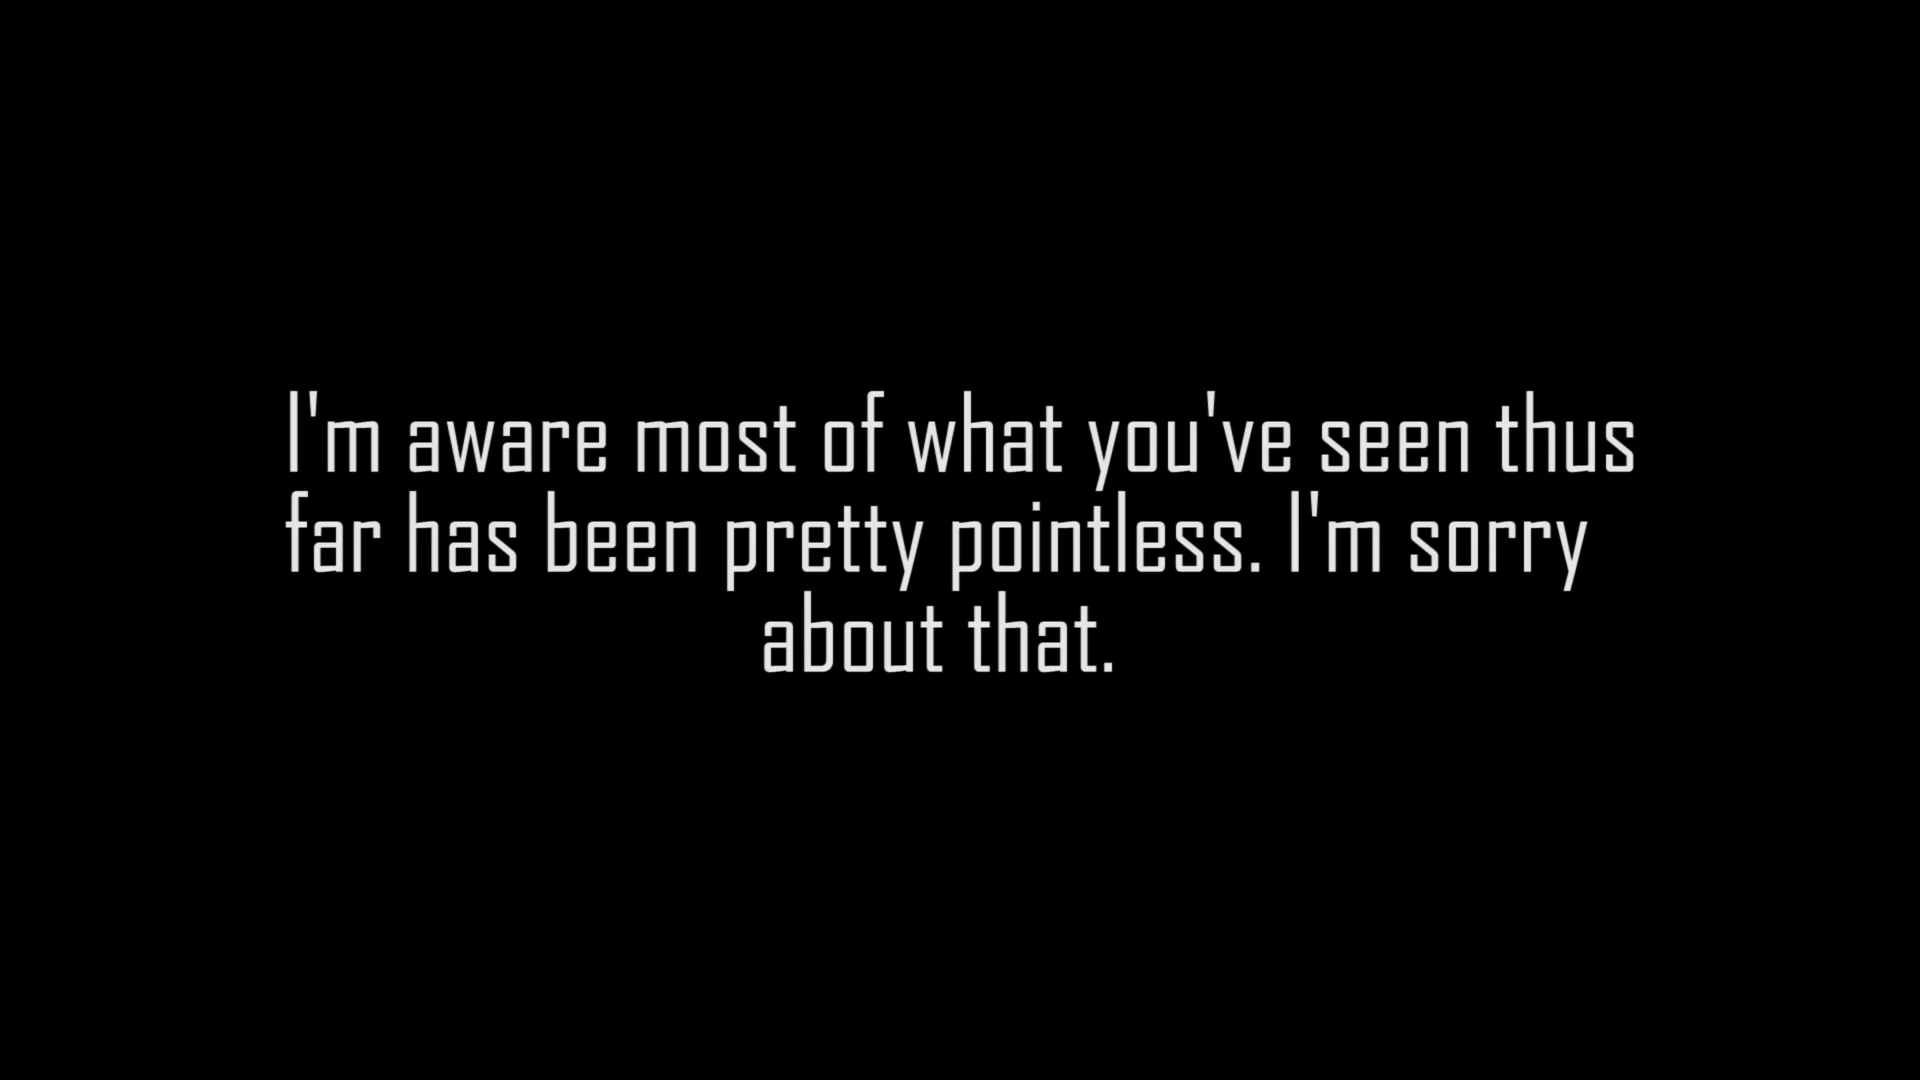 I'm aware most of what you've seen thus
far has been pretty pointless. I'm sorry
about that.